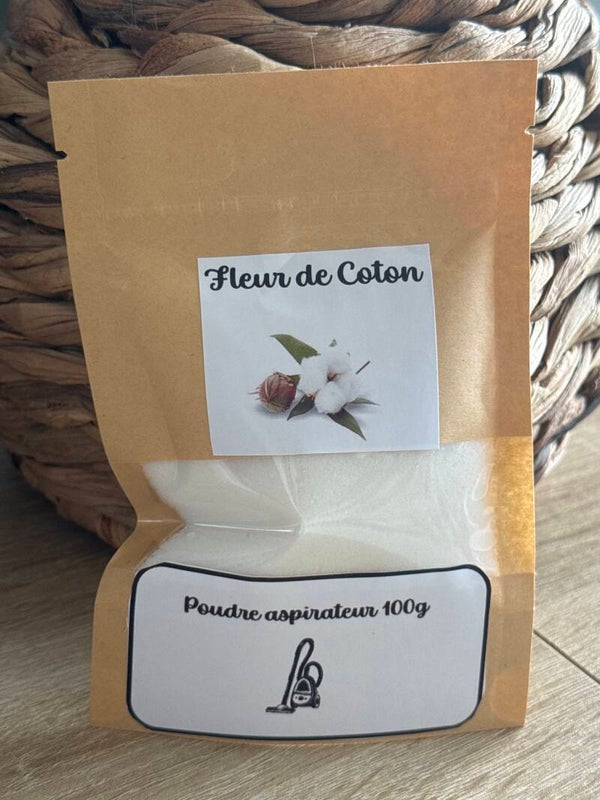 Fleur de Coton
Poudre aspirateur 100g